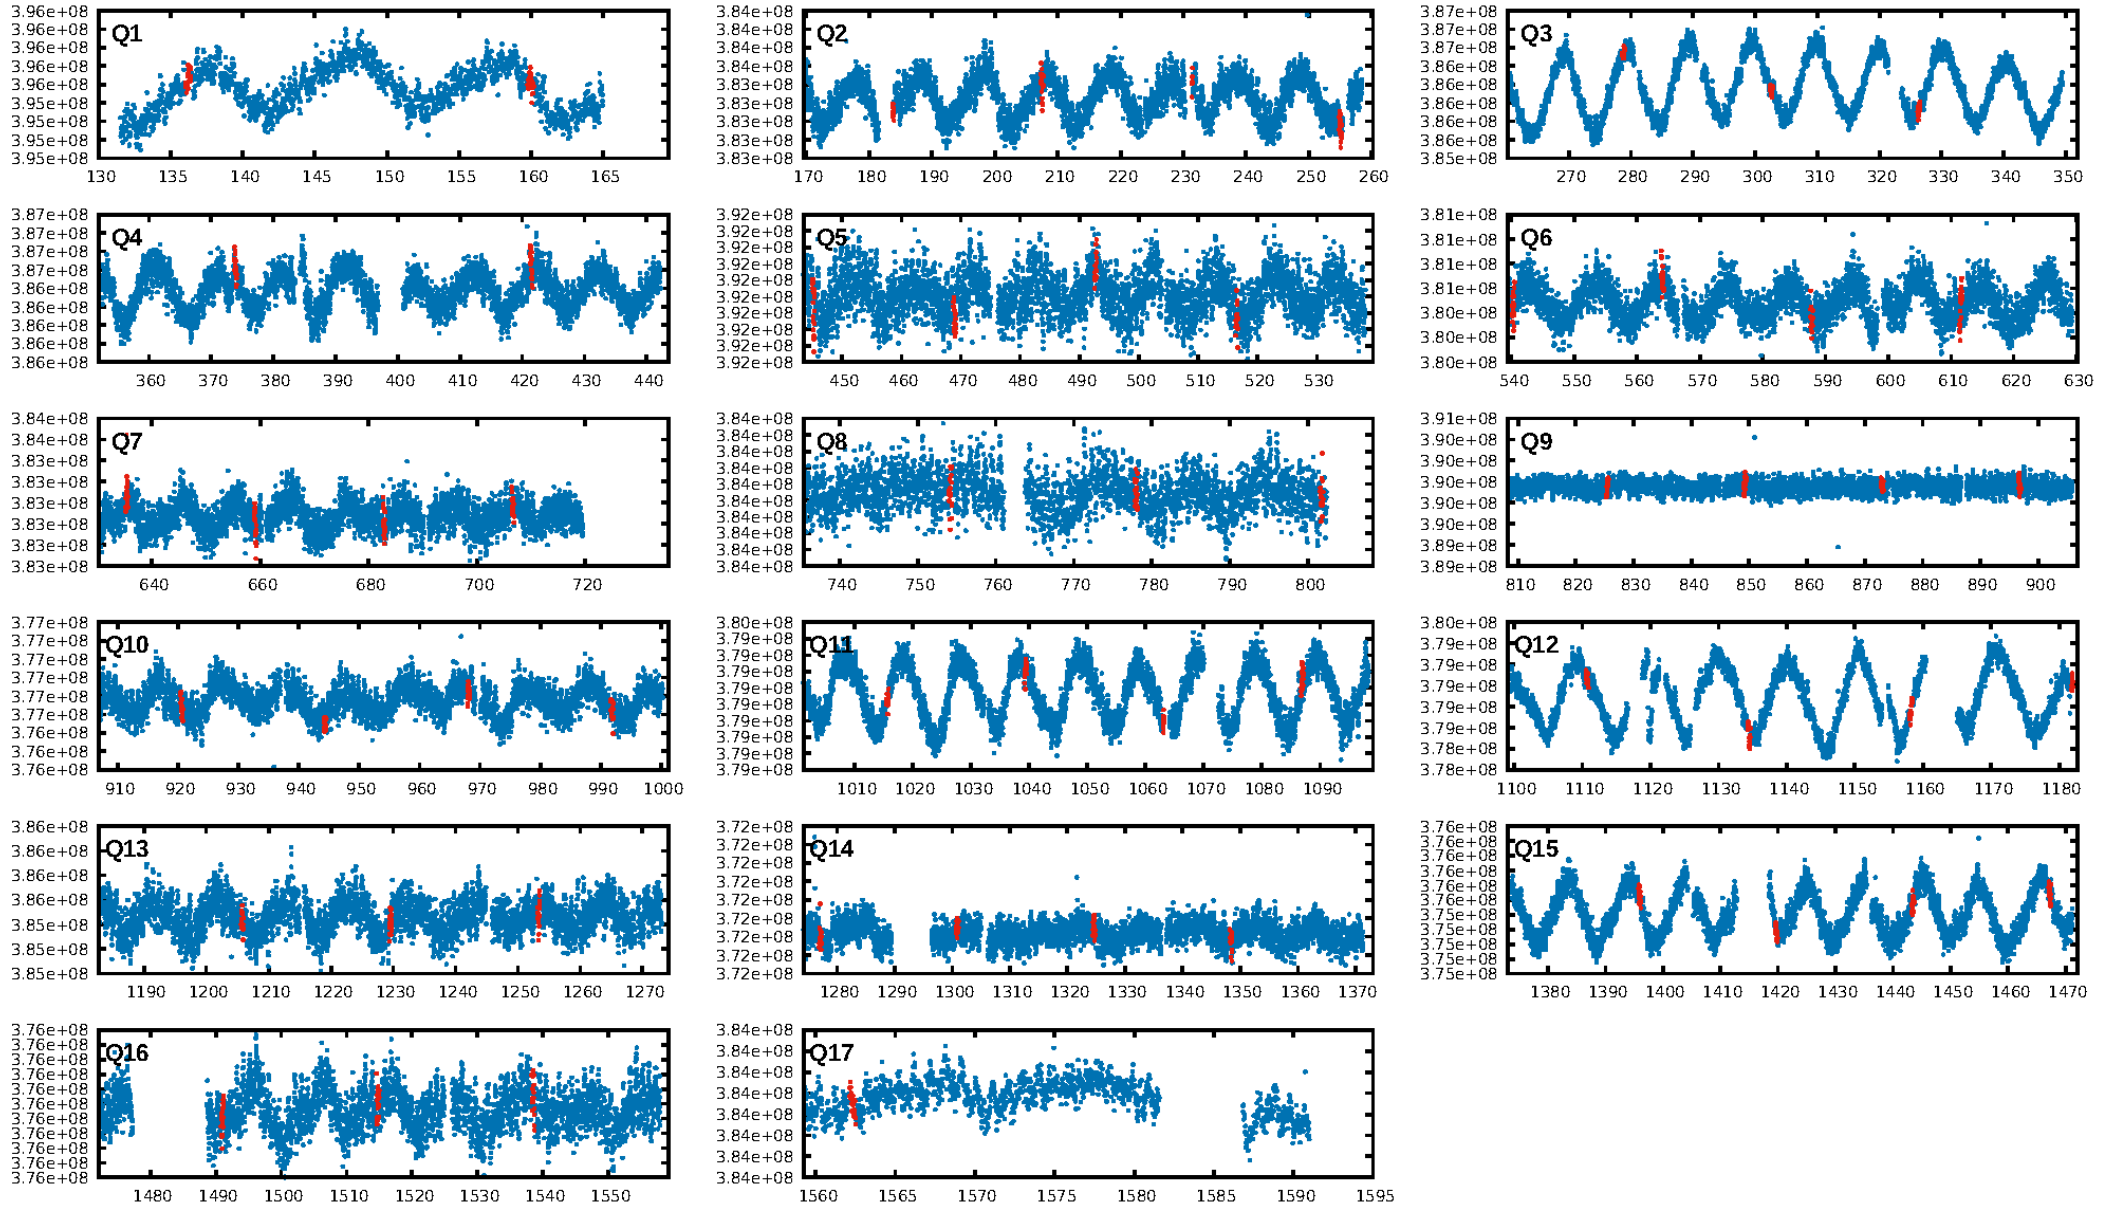 3.96e+08
3.96e+08
3.96e+08
3.96e+08
3.96e+08
3.95e+08
3.95e+08
3.95e+08
3.95e+08
Q1
130 135 140 145 150 155 160 165
3.84e+08
3.84e+08
3.84e+08
3.84e+08
3.83e+08
3.83e+08
3.83e+08
3.83e+08
3.83e+08
Q2
170 180 190 200 210 220 230 240 250 260
3.87e+08
3.87e+08
3.87e+08
3.86e+08
3.86e+08
3.86e+08
3.86e+08
3.86e+08
3.85e+08
Q3
270 280 290 300 310 320 330 340 350
3.87e+08
3.87e+08
3.87e+08
3.87e+08
3.86e+08
3.86e+08
3.86e+08
3.86e+08
3.86e+08
Q4
360 370 380 390 400 410 420 430 440
3.92e+08
3.92e+08
3.92e+08
3.92e+08
3.92e+08
3.92e+08
3.92e+08
3.92e+08
3.92e+08
3.92e+08
Q5
450 460 470 480 490 500 510 520 530
3.81e+08
3.81e+08
3.81e+08
3.81e+08
3.80e+08
3.80e+08
3.80e+08
Q6
540 550 560 570 580 590 600 610 620 630
3.84e+08
3.84e+08
3.83e+08
3.83e+08
3.83e+08
3.83e+08
3.83e+08
3.83e+08
Q7
640 660 680 700 720
3.84e+08
3.84e+08
3.84e+08
3.84e+08
3.84e+08
3.84e+08
3.84e+08
3.84e+08
3.84e+08
3.84e+08
Q8
740 750 760 770 780 790 800
3.91e+08
3.90e+08
3.90e+08
3.90e+08
3.90e+08
3.90e+08
3.89e+08
3.89e+08
Q9
810 820 830 840 850 860 870 880 890 900
3.77e+08
3.77e+08
3.77e+08
3.77e+08
3.77e+08
3.77e+08
3.76e+08
3.76e+08
3.76e+08
Q10
910 920 930 940 950 960 970 980 990 1000
3.80e+08
3.79e+08
3.79e+08
3.79e+08
3.79e+08
3.79e+08
3.79e+08
3.79e+08
3.79e+08
3.79e+08
Q11
1010 1020 1030 1040 1050 1060 1070 1080 1090
3.80e+08
3.79e+08
3.79e+08
3.79e+08
3.79e+08
3.79e+08
3.78e+08
3.78e+08
Q12
1100 1110 1120 1130 1140 1150 1160 1170 1180
3.86e+08
3.86e+08
3.86e+08
3.86e+08
3.85e+08
3.85e+08
3.85e+08
Q13
1190 1200 1210 1220 1230 1240 1250 1260 1270
3.72e+08
3.72e+08
3.72e+08
3.72e+08
3.72e+08
3.72e+08
3.72e+08
3.72e+08
3.72e+08
Q14
1280 1290 1300 1310 1320 1330 1340 1350 1360 1370
3.76e+08
3.76e+08
3.76e+08
3.76e+08
3.76e+08
3.76e+08
3.75e+08
3.75e+08
3.75e+08
3.75e+08
3.75e+08
Q15
1380 1390 1400 1410 1420 1430 1440 1450 1460 1470
3.76e+08
3.76e+08
3.76e+08
3.76e+08
3.76e+08
3.76e+08
3.76e+08
3.76e+08
3.76e+08
3.76e+08
3.76e+08
Q16
1480 1490 1500 1510 1520 1530 1540 1550
3.84e+08
3.84e+08
3.84e+08
3.84e+08
3.84e+08
3.84e+08
3.84e+08
3.84e+08
Q17
1560 1565 1570 1575 1580 1585 1590 1595